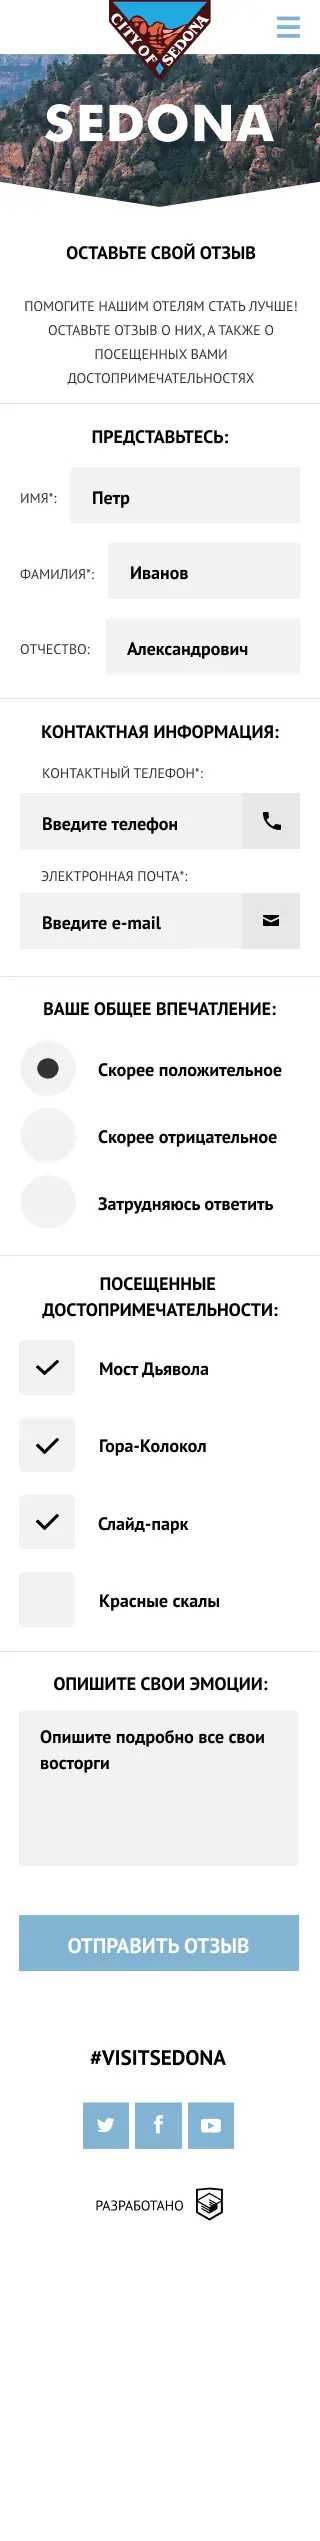 CITY OF SEDONA
SEDONA
ОСТАВЬТЕ СВОЙ ОТЗЫВ
ПОМОГИТЕ НАШИМ ОТЕЛЯМ СТАТЬ ЛУЧШЕ!
ОСТАВЬТЕ ОТЗЫВ О НИХ, А ТАКЖЕ О
ПОСЕЩЕННЫХ ВАМИ
ДОСТОПРИМЕЧАТЕЛЬНОСТЯХ
ПРЕДСТАВЬТЕСЬ:
ИМЯ*: Петр
ФАМИЛИЯ*: Иванов
ОТЧЕСТВО: Александрович
КОНТАКТНАЯ ИНФОРМАЦИЯ:
КОНТАКТНЫЙ ТЕЛЕФОН*:
Введите телефон
ЭЛЕКТРОННАЯ ПОЧТА*:
Введите e-mail
ВАШЕ ОБЩЕЕ ВПЕЧАТЛЕНИЕ:
Скорее положительное
Скорее отрицательное
Затрудняюсь ответить
ПОСЕЩЕННЫЕ
ДОСТОПРИМЕЧАТЕЛЬНОСТИ:
Мост Дьявола
Гора-Колокол
Слайд-парк
Красные скалы
ОПИШИТЕ СВОИ ЭМОЦИИ:
Опишите подробно все свои
восторги
ОТПРАВИТЬ ОТЗЫВ
#VISITSEDONA
РАЗРАБОТАНО